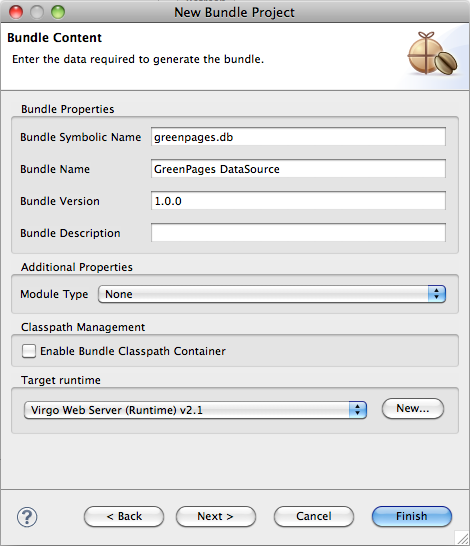 New Bundle Project
Bundle Content
Enter the data required to generate the bundle.
Bundle Properties
Bundle Symbolic Name greenpages.db
Bundle Name GreenPages DataSource
Bundle Version 1.0.0
Bundle Description
Additional Properties
Module Type None
Classpath Management
Enable Bundle Classpath Container
Target runtime
Virgo Web Server (Runtime) v2.1 New...
? < Back Next > Cancel Finish